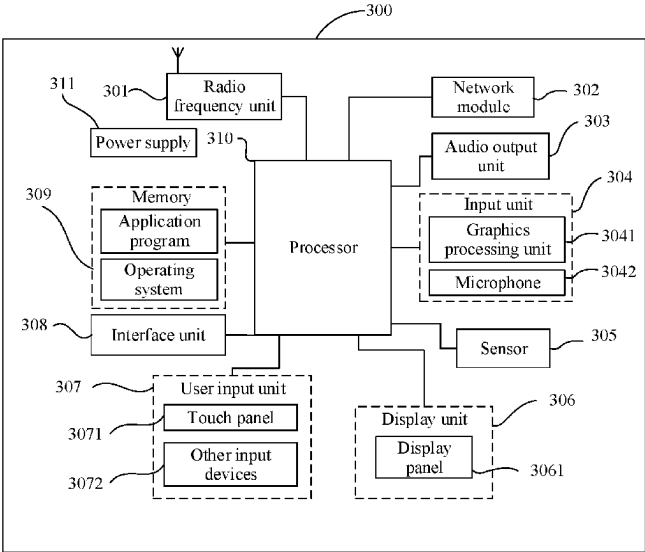 300
301
Radio
frequency unit
311
Power supply
310
Network
module
302
Audio output
unit
303
309
Memory
Application
program
Operating
system
Processor
Input unit
304
Graphics
processing unit
3041
Microphone
3042
308
Interface unit
Sensor
305
307
User input unit
3071
Touch panel
3072
Other input
devices
Display unit
306
Display
panel
3061